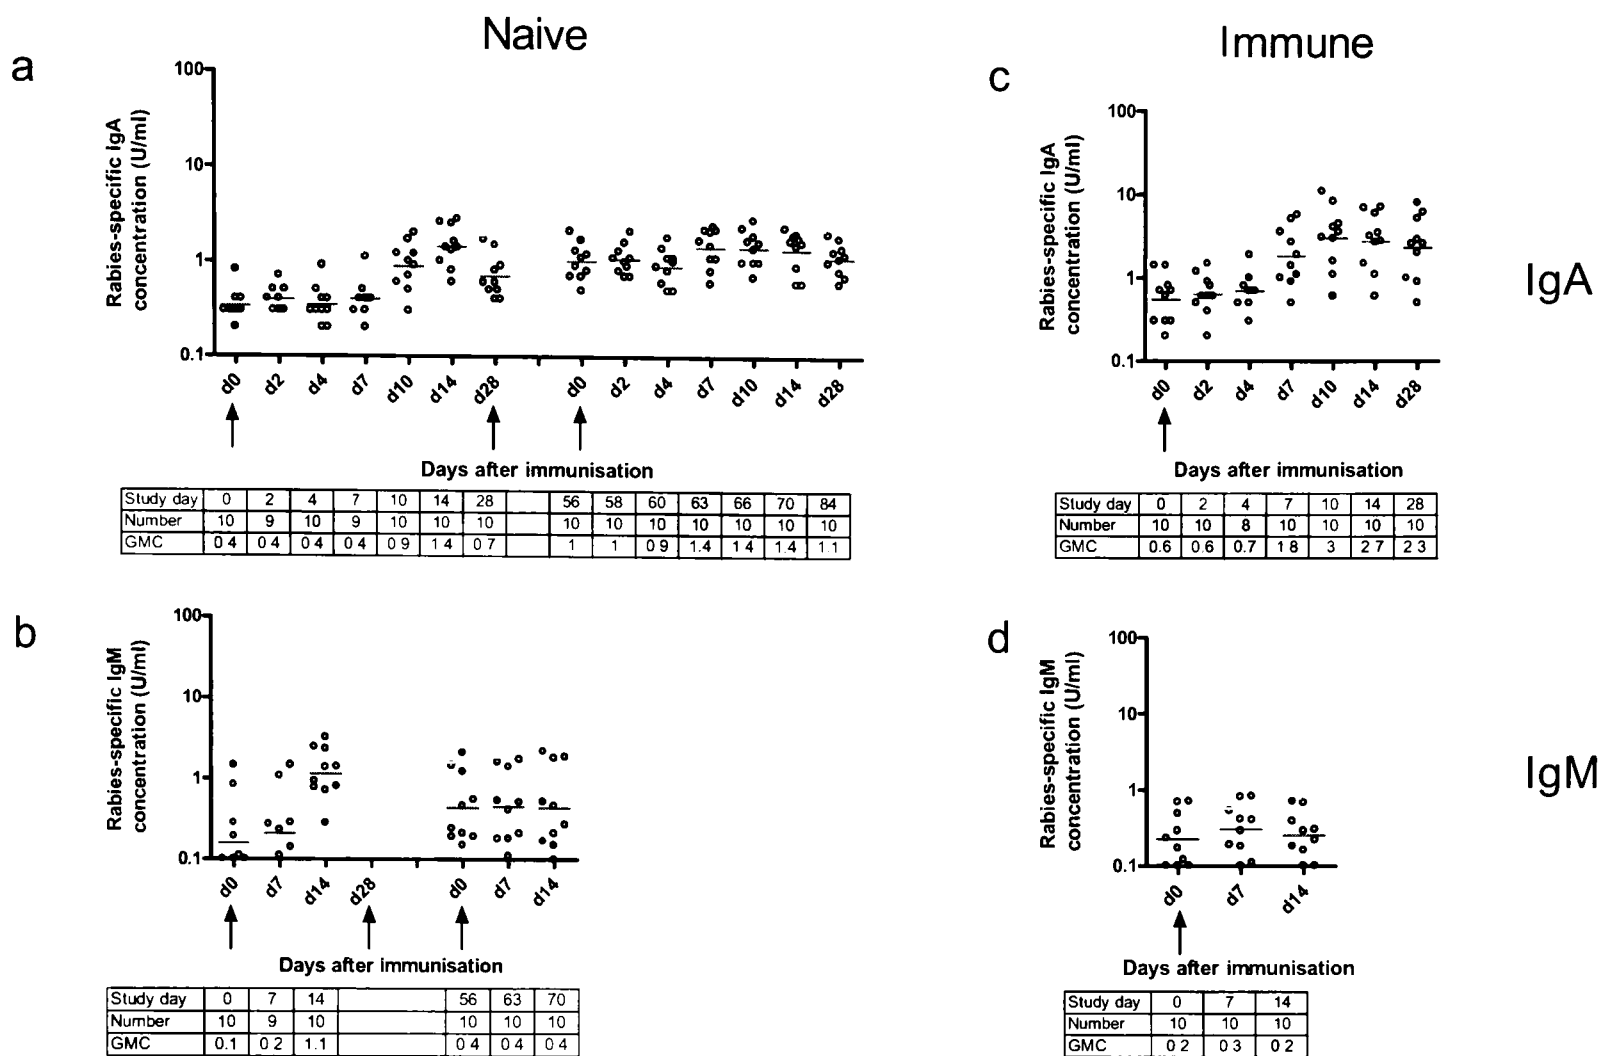 Naive
Immune
a
Rabies-specific IgA
concentration (U/ml)
100
10
1
0.1
d0 d2 d4 d7 d10 d14 d28 d0 d2 d4 d7 d10 d14 d28
Days after immunisation
Study day 0 2 4 7 10 14 28 56 58 60 63 66 70 84
Number 10 9 10 9 10 10 10 10 10 10 10 10 10 10
GMC 0 4 0 4 0 4 0 4 0 9 1 4 0 7 1 1 0 9 1.4 1 4 1.4 1.1
c
Rabies-specific IgA
concentration (U/ml)
100
10
1
0.1
d0 d2 d4 d7 d10 d14 d28
Days after immunisation
Study day 0 2 4 7 10 14 28
Number 10 10 8 10 10 10 10
GMC 0.6 0.6 0.7 1 8 3 2 7 2 3
IgA
b
Rabies-specific IgM
concentration (U/ml)
100
10
1
0.1
d0 d7 d14 d28 d0 d7 d14
Days after immunisation
Study day 0 7 14 56 63 70
Number 10 9 10 10 10 10
GMC 0.1 0 2 1.1 0 4 0 4 0 4
d
Rabies-specific IgM
concentration (U/ml)
100
10
1
0.1
d0 d7 d14
Days after immunisation
Study day 0 7 14
Number 10 10 10
GMC 0 2 0 3 0 2
IgM